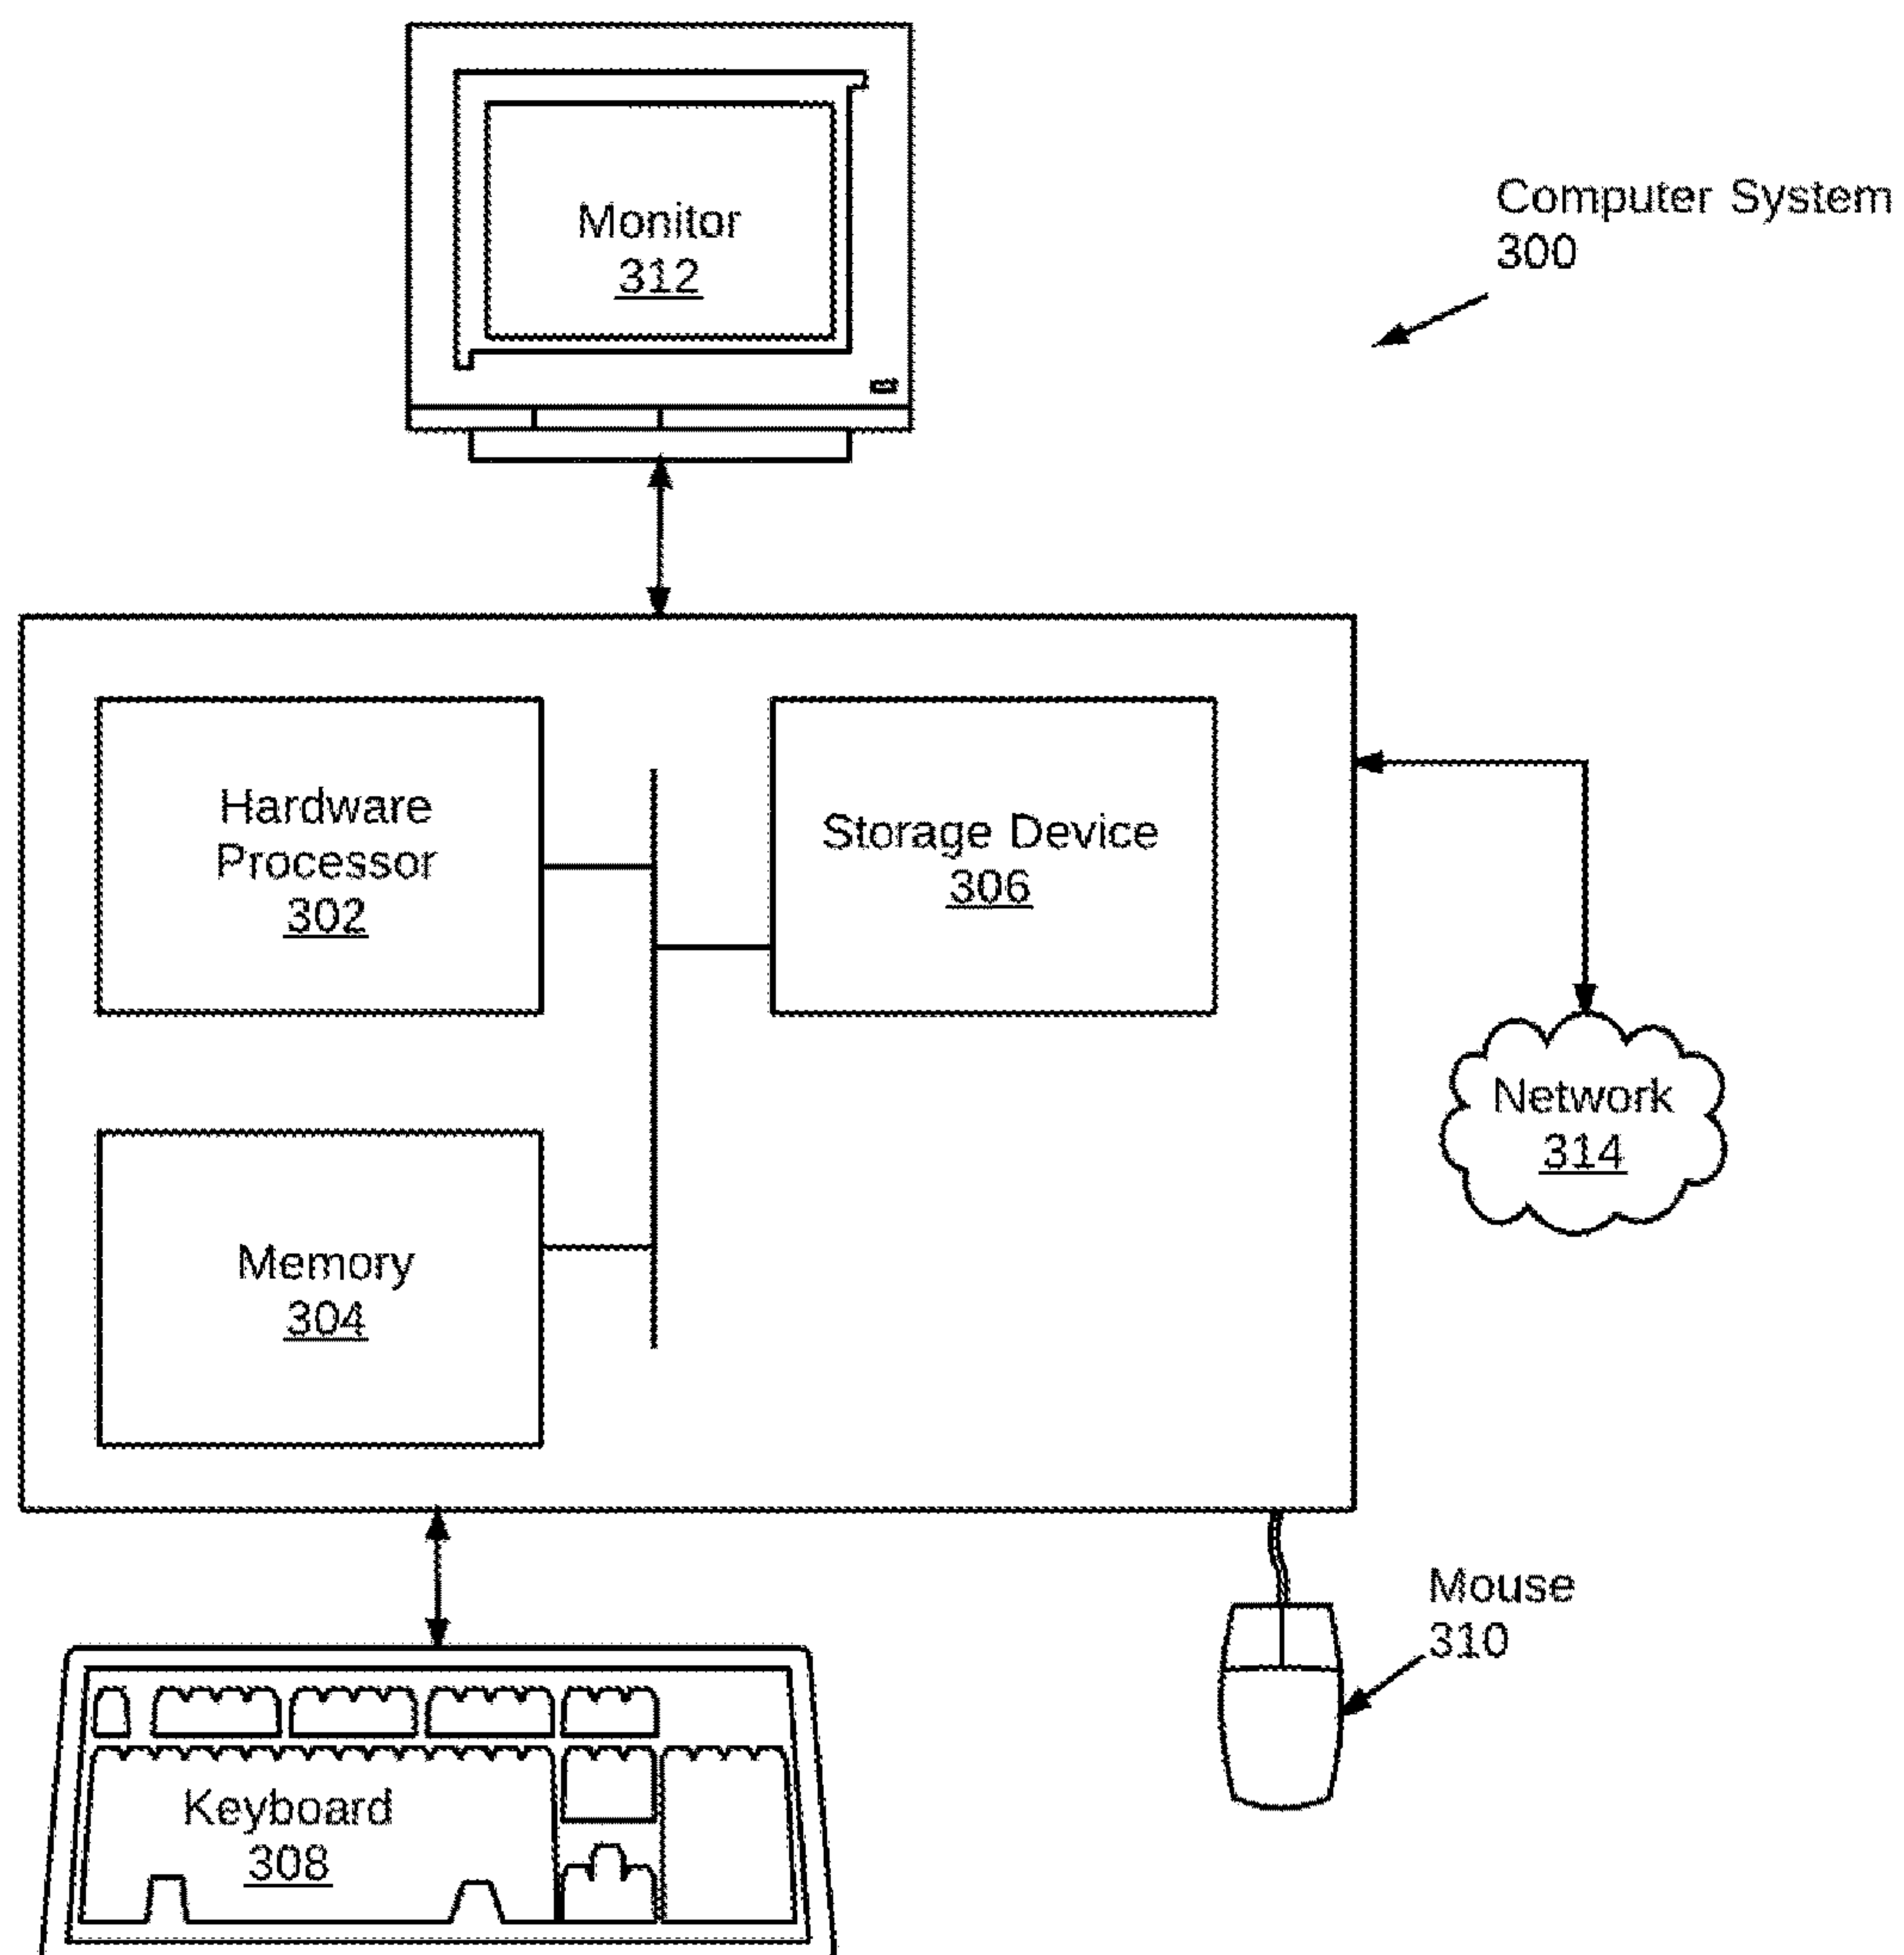 Monitor
312
Computer System
300
Hardware
Processor
302
Storage Device
306
Network
314
Memory
304
Mouse
310
Keyboard
308